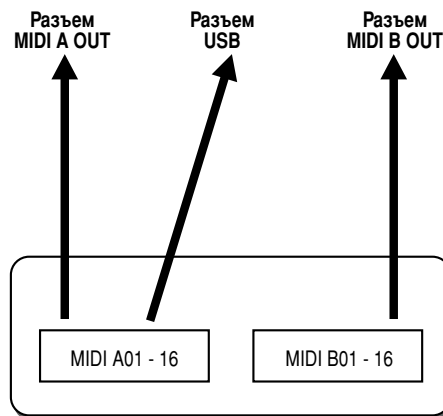 Разъем
MIDI A OUT
Разъем
USB
Разъем
MIDI B OUT
MIDI A01 - 16
MIDI B01 - 16